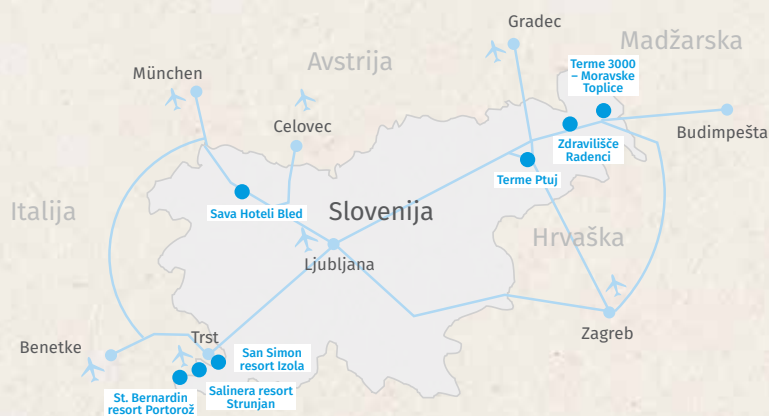 Gradec
Madžarska
Avstrija
Terme 3000
– Moravske
Toplice
München
Celovec
Budimpešta
Zdravilišče
Radenci
Terme Ptuj
Italija
Sava Hoteli Bled
Slovenija
Hrvaška
Ljubljana
Zagreb
Trst
Benetke
San Simon
resort Izola
Salinera resort
Strunjan
St. Bernardin
resort Portorož